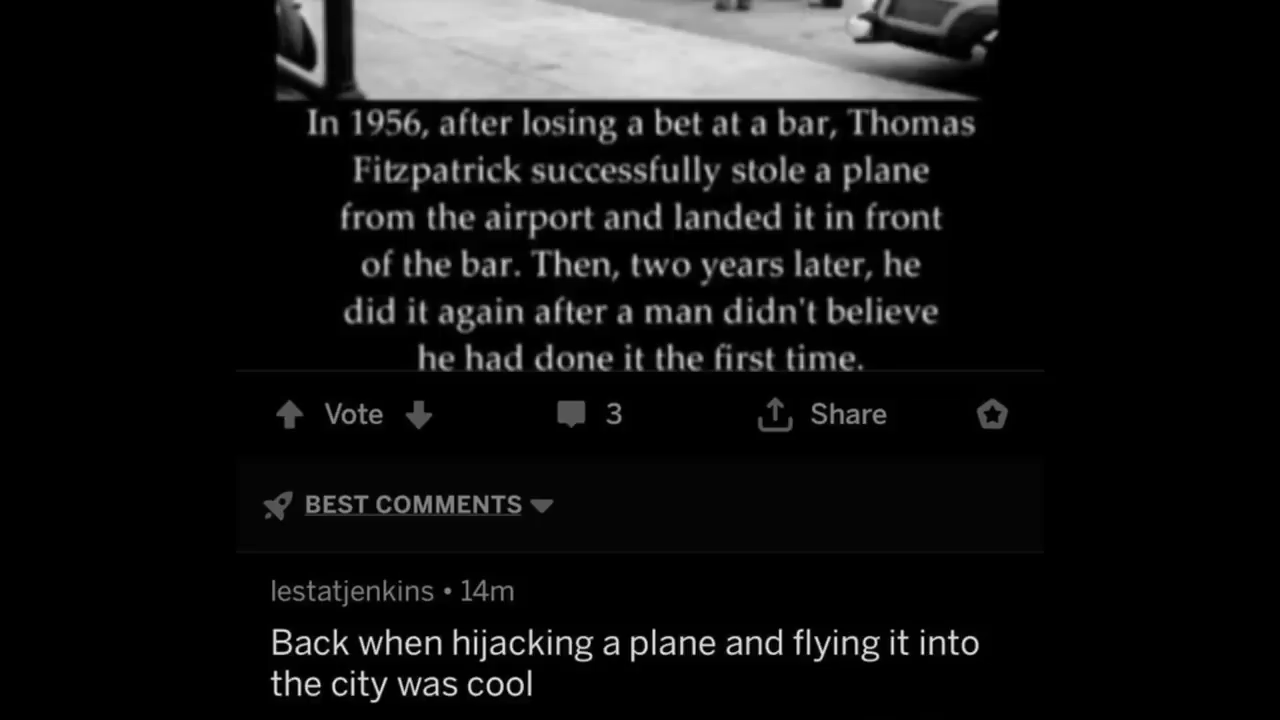 In 1956, after losing a bet at a bar, Thomas
Fitzpatrick successfully stole a plane
from the airport and landed it in front
of the bar. Then, two years later, he
did it again after a man didn't believe
he had done it the first time.
Vote 3 Share
BEST COMMENTS
lestatjenkins • 14m
Back when hijacking a plane and flying it into
the city was cool